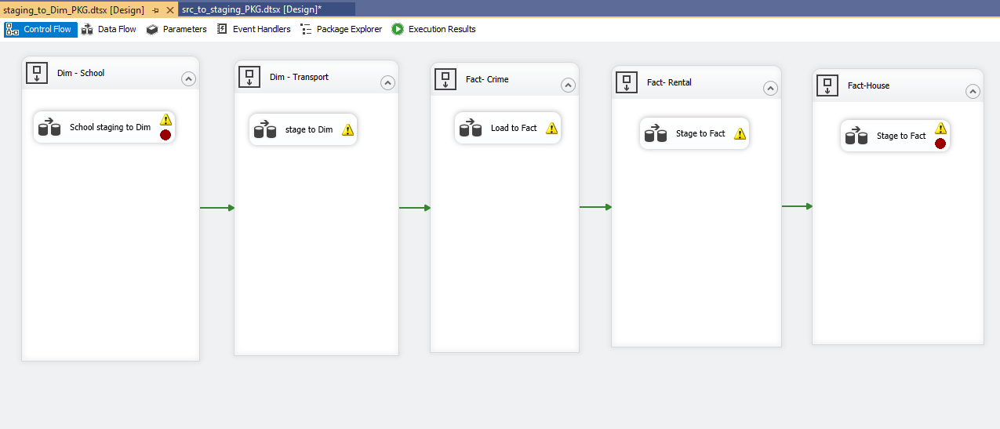 staging_to_Dim_PKG.dtsx [Design]
src_to_staging_PKG.dtsx [Design]*
Control Flow
Data Flow
Parameters
Event Handlers
Package Explorer
Execution Results
Dim - School
Dim - Transport
Fact- Crime
Fact- Rental
Fact-House
School staging to Dim
stage to Dim
Load to Fact
Stage to Fact
Stage to Fact